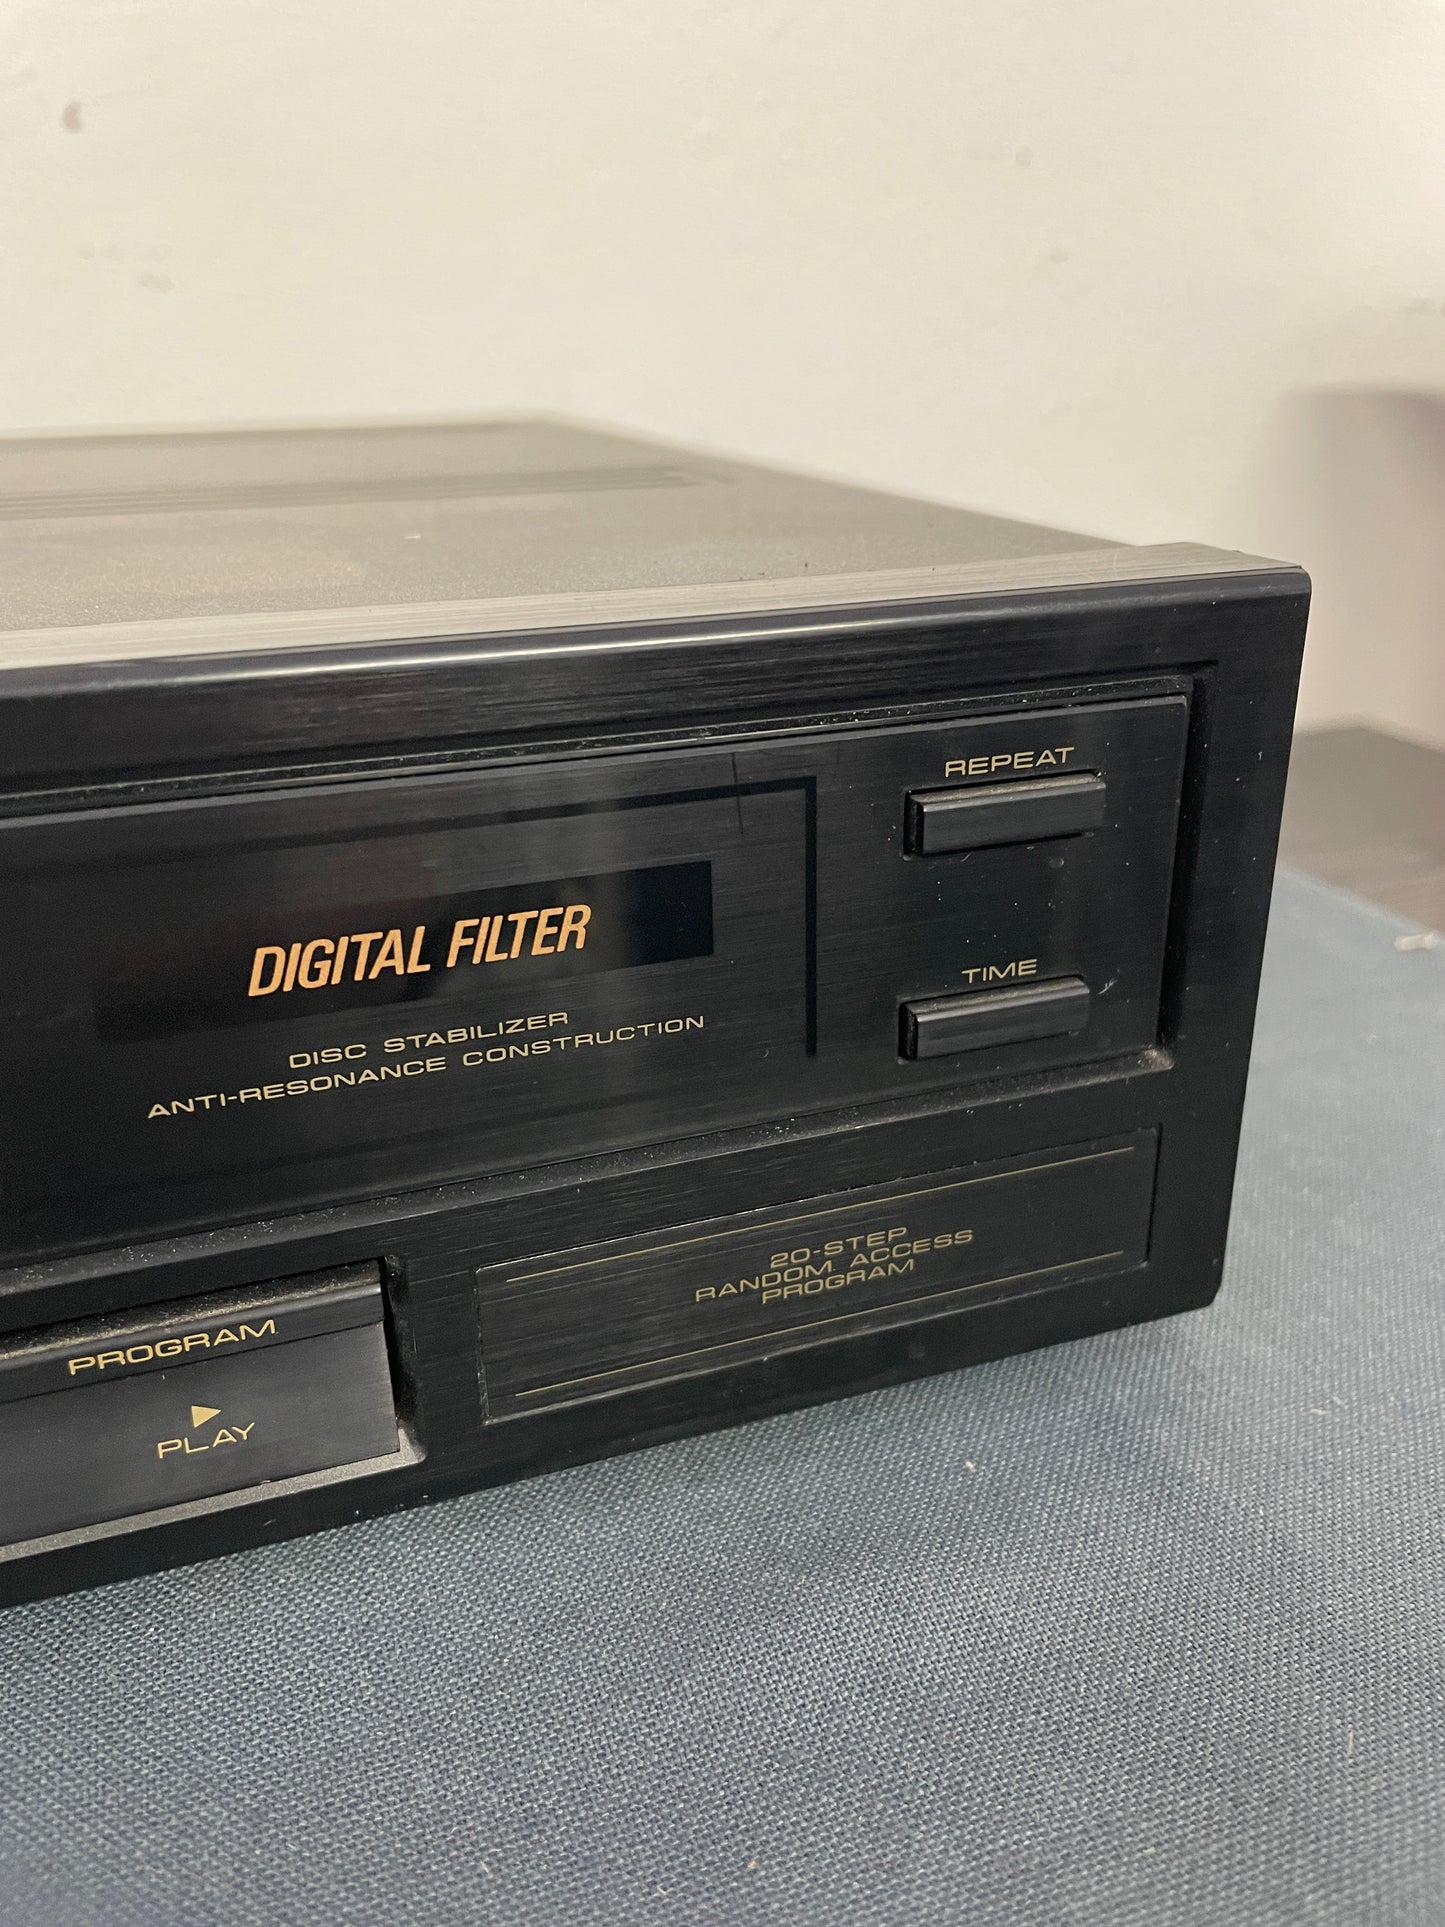 REPEAT
DIGITAL FILTER
TIME
DISC STABILIZER
ANTI-RESONANCE CONSTRUCTION
20-STEP
RANDOM ACCESS
PROGRAM
PROGRAM
PLAY